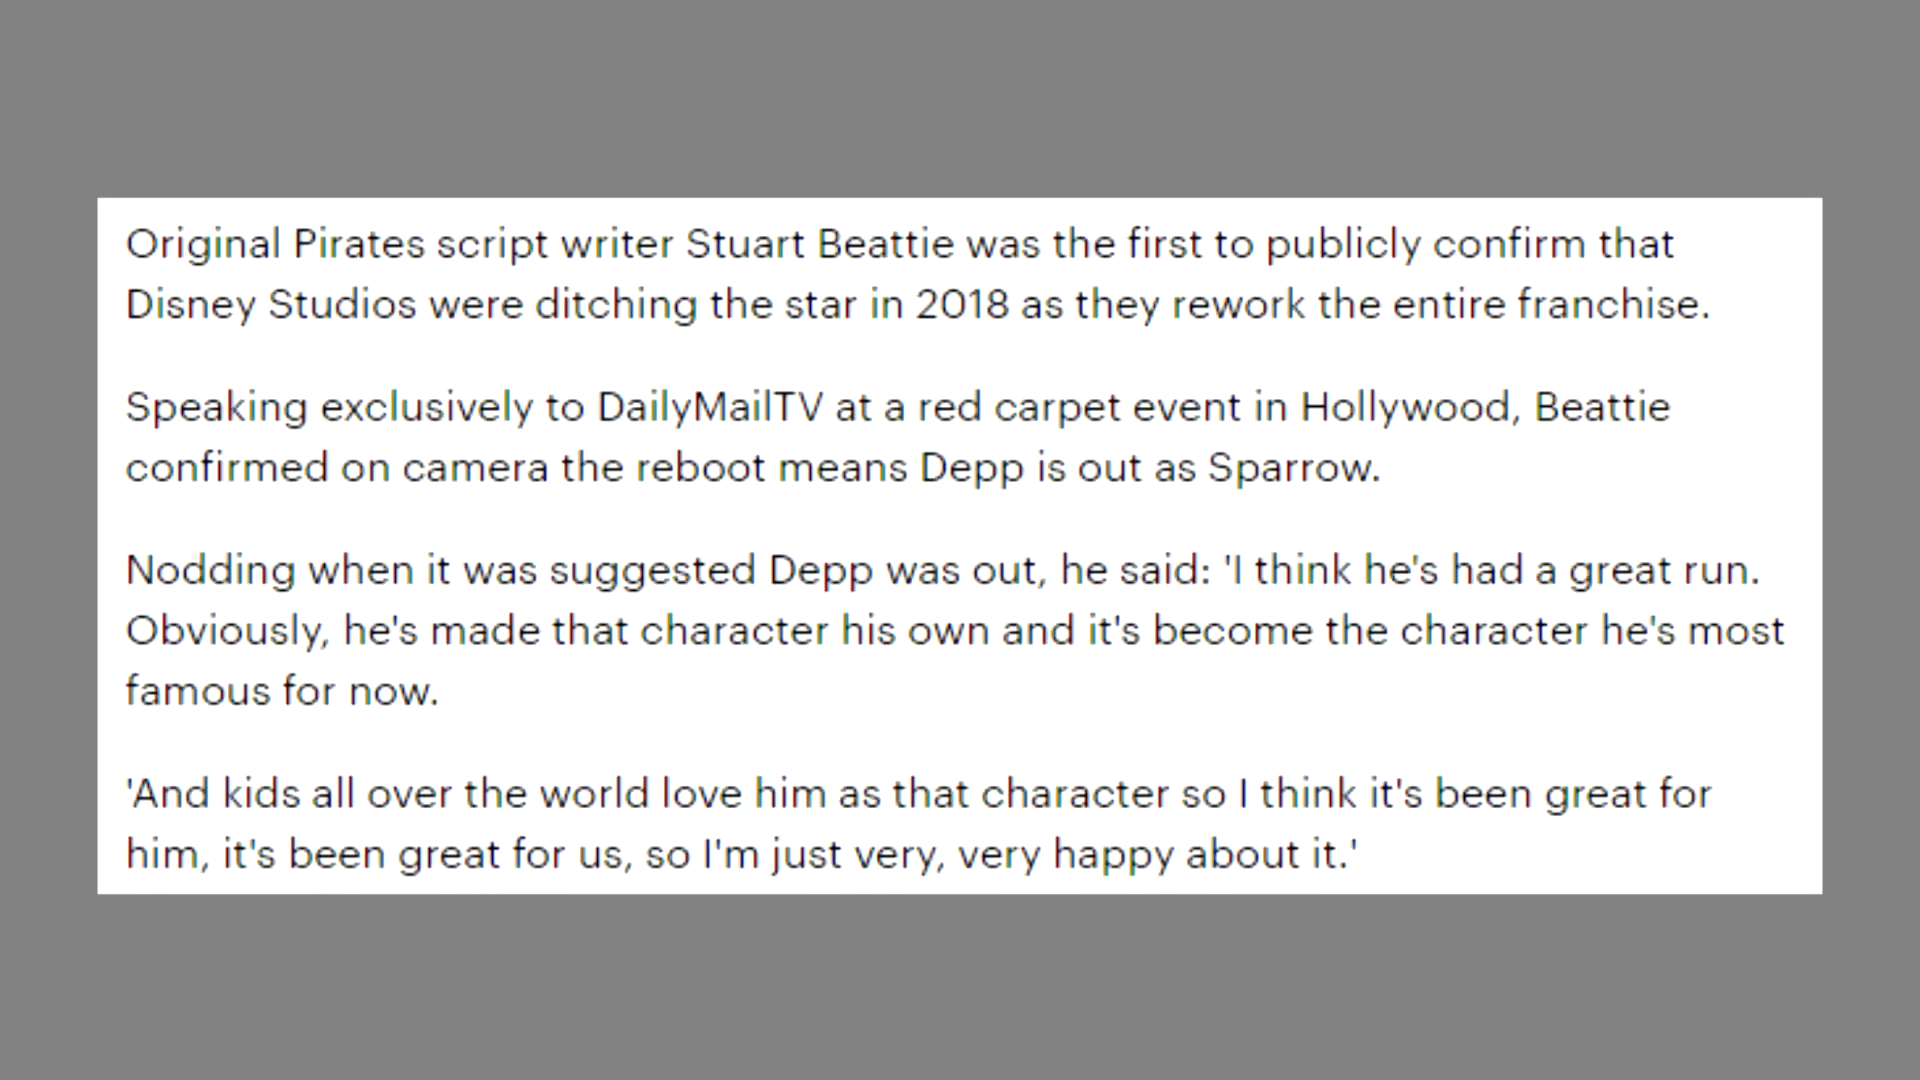 Original Pirates script writer Stuart Beattie was the first to publicly confirm that
Disney Studios were ditching the star in 2018 as they rework the entire franchise.
Speaking exclusively to DailyMailTV at a red carpet event in Hollywood, Beattie
confirmed on camera the reboot means Depp is out as Sparrow.
Nodding when it was suggested Depp was out, he said: 'I think he's had a great run.
Obviously, he's made that character his own and it's become the character he's most
famous for now.
'And kids all over the world love him as that character so I think it's been great for
him, it's been great for us, so I'm just very, very happy about it.'